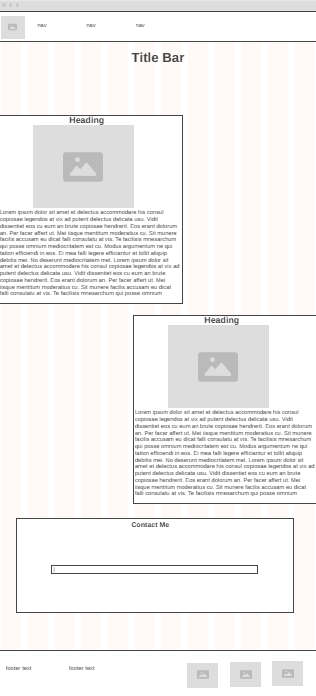 nav nav nav
Title Bar
Heading
Lorem ipsum dolor sit amet et delectus accommodare his consul
copiosae legendos at vix ad putent delectus delicata usu. Vidit
dissentiet eos cu eum an brute copiosae hendrerit. Eos erant dolorum
an. Per facer affert ut. Mei iisque mentitum moderatius cu. Sit munere
facilis accusam eu dicat falli consulatu at vis. Te facilisis mnesarchum
qui posse omnium mediocritatem est cu. Modus argumentum ne qui
tation efficiendi in eos. Ei mea falli legere efficiantur et tollit aliquip
debitis mei. No deserunt mediocritatem mel. Lorem ipsum dolor sit
amet et delectus accommodare his consul copiosae legendos at vix ad
putent delectus delicata usu. Vidit dissentiet eos cu eum an brute
copiosae hendrerit. Eos erant dolorum an. Per facer affert ut. Mei
iisque mentitum moderatius cu. Sit munere facilis accusam eu dicat
falli consulatu at vis. Te facilisis mnesarchum qui posse omnium
Heading
Lorem ipsum dolor sit amet et delectus accommodare his consul
copiosae legendos at vix ad putent delectus delicata usu. Vidit
dissentiet eos cu eum an brute copiosae hendrerit. Eos erant dolorum
an. Per facer affert ut. Mei iisque mentitum moderatius cu. Sit munere
facilis accusam eu dicat falli consulatu at vis. Te facilisis mnesarchum
qui posse omnium mediocritatem est cu. Modus argumentum ne qui
tation efficiendi in eos. Ei mea falli legere efficiantur et tollit aliquip
debitis mei. No deserunt mediocritatem mel. Lorem ipsum dolor sit
amet et delectus accommodare his consul copiosae legendos at vix ad
putent delectus delicata usu. Vidit dissentiet eos cu eum an brute
copiosae hendrerit. Eos erant dolorum an. Per facer affert ut. Mei
iisque mentitum moderatius cu. Sit munere facilis accusam eu dicat
falli consulatu at vis. Te facilisis mnesarchum qui posse omnium
Contact Me
footer text footer text